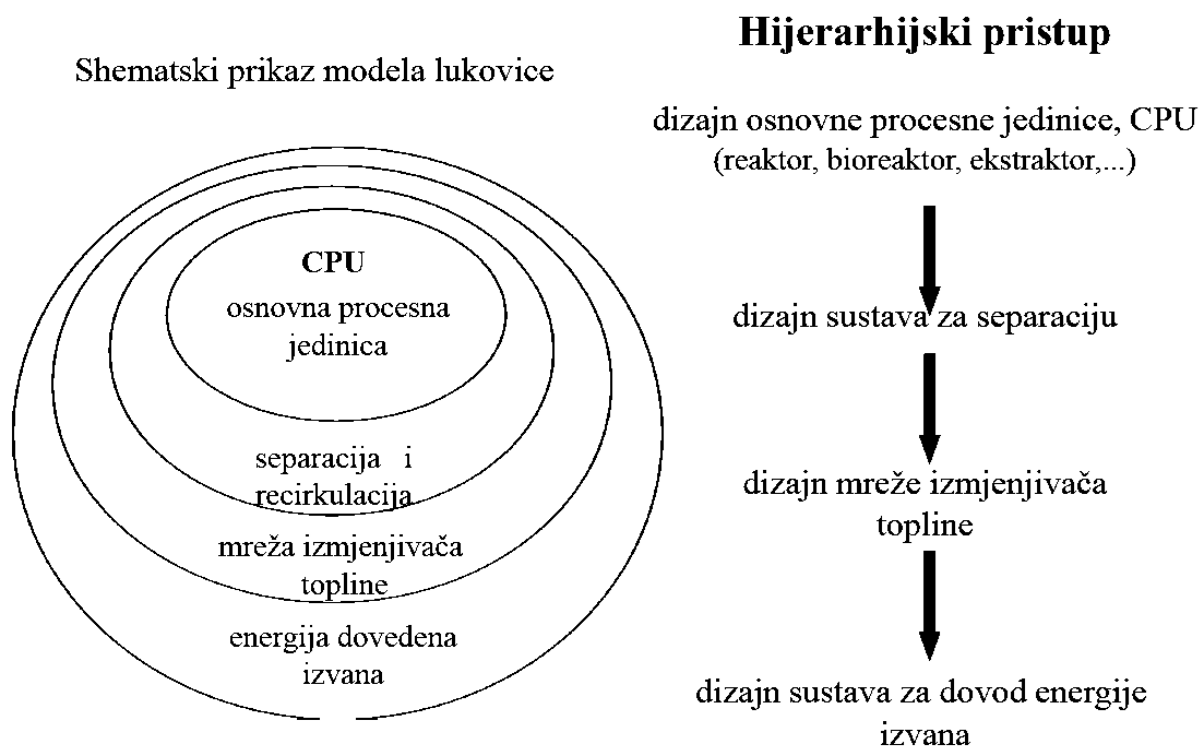 Shematski prikaz modela lukovice
CPU
osnovna procesna
jedinica
separacija i
recirkulacija
mreža izmjenjivača
topline
energija dovedena
izvana
Hijerarhijski pristup
dizajn osnovne procesne jedinice, CPU
(reaktor, bioreaktor, ekstraktor,...)
dizajn sustava za separaciju
dizajn mreže izmjenjivača
topline
dizajn sustava za dovod energije
izvana